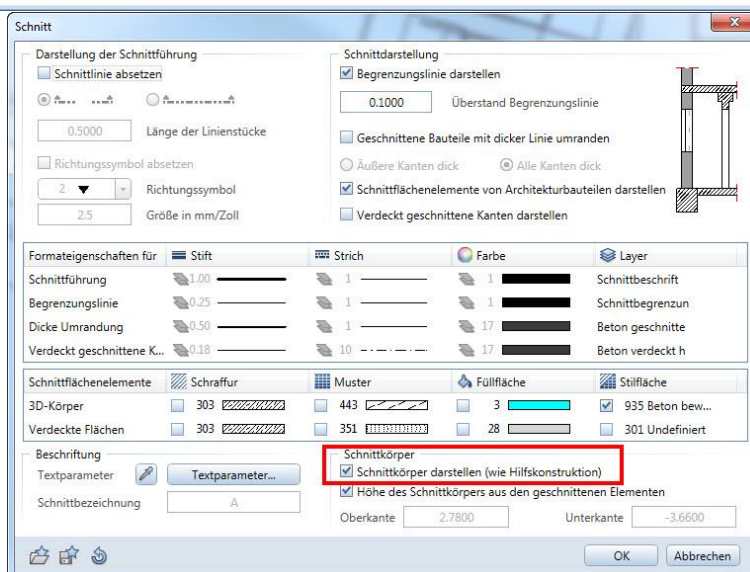 Schnitt
x
Darstellung der Schnittführung
Schnittlinie absetzen
0.5000 Länge der Linienstücke
Richtungssymbol absetzen
2 Richtungssymbol
2.5 Größe in mm/Zoll
Schnittdarstellung
Begrenzungslinie darstellen
0.1000 Überstand Begrenzungslinie
Geschnittene Bauteile mit dicker Linie umranden
Äußere Kanten dick Alle Kanten dick
Schnittflächenelemente von Architekturbauteilen darstellen
Verdeckt geschnittene Kanten darstellen
Formateigenschaften für Stift Strich Farbe Layer
Schnittführung 1.00 1 1 Schnittbeschrift
Begrenzungslinie 0.25 1 1 Schnittbegrenzun
Dicke Umrandung 0.50 1 17 Beton geschnitte
Verdeckt geschnittene K... 0.18 10 17 Beton verdeckt h
Schnittflächenelemente Schraffur Muster Füllfläche Stilfläche
3D-Körper 303 443 3 935 Beton bew...
Verdeckte Flächen 303 351 28 301 Undefiniert
Beschriftung
Textparameter Textparameter...
Schnittbezeichnung A
Schnittkörper
Schnittkörper darstellen (wie Hilfskonstruktion)
Höhe des Schnittkörpers aus den geschnittenen Elementen
Oberkante 2.7800 Unterkante -3.6600
OK Abbrechen